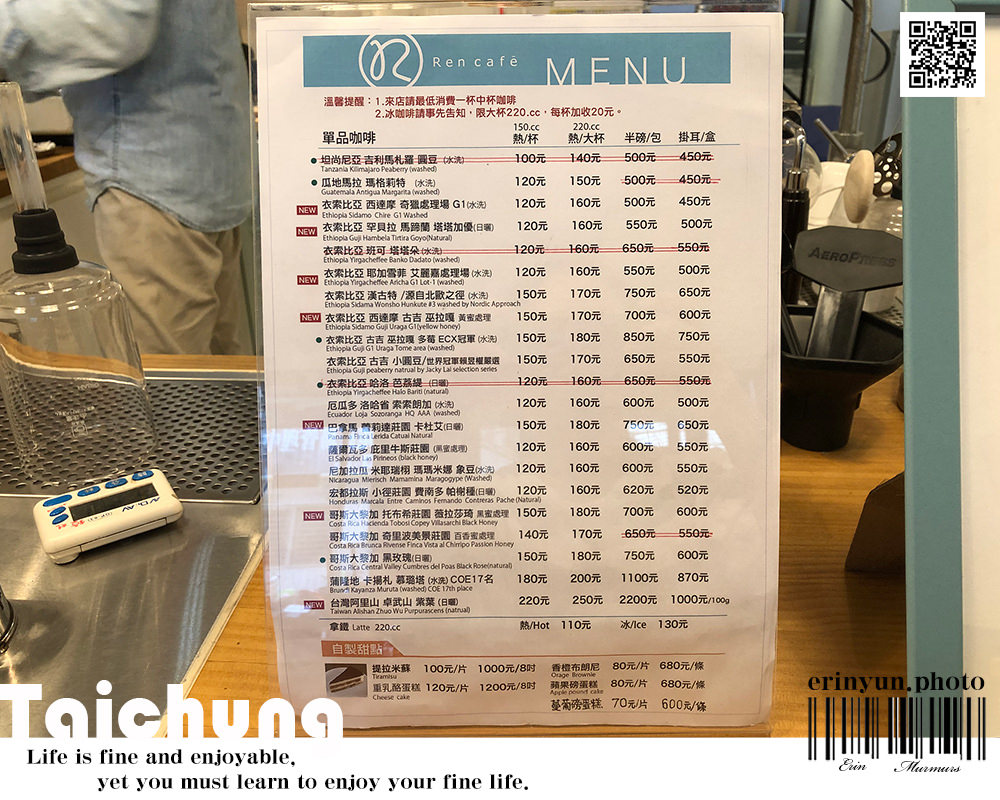 Ren café MENU
溫馨提醒：1.來店請最低消費一杯中杯咖啡
2.冰咖啡請事先告知，限大杯220.cc，每杯加收20元。
單品咖啡 150.cc 熱/杯 220.cc 熱/大杯 半磅/包 掛耳/盒
坦尚尼亞 吉利馬札羅 圓豆 (水洗) 100元 140元 500元 450元
Tanzania Kilimajaro Peaberry (washed)
瓜地馬拉 瑪格莉特 (水洗) 120元 150元 500元 450元
Guatemala Antigua Margarita (washed)
NEW 衣索比亞 西達摩 奇獵處理場 G1(水洗) 120元 160元 500元 450元
Ethiopia Sidamo Chire G1 Washed
NEW 衣索比亞 罕貝拉 馬蹄蘭 塔塔加優(日曬) 120元 160元 550元 500元
Ethiopia Guji Hambela Tirtira Goyo(Natural)
衣索比亞 班可 塔塔朵 (水洗) 120元 160元 650元 550元
Ethiopia Yirgacheffee Banko Dadato (washed)
NEW 衣索比亞 耶加雪菲 艾麗嘉處理場 (水洗) 120元 160元 550元 500元
Ethiopia Yirgacheffee Aricha G1 Lot-1 (washed)
衣索比亞 漢古特 /源自北歐之徑 (水洗) 150元 170元 750元 650元
Ethiopia Sidama Wonsho Hunkute #3 washed by Nordic Approach
NEW 衣索比亞 西達摩 古吉 巫拉嘎 黃蜜處理 150元 170元 700元 600元
Ethiopia Sidamo Guji Uraga G1(yellow honey)
衣索比亞 古吉 巫拉嘎 多莓 ECX冠軍 (水洗) 150元 180元 850元 750元
Ethiopia Guji G1 Uraga Tome area (washed)
衣索比亞 古吉 小圓豆/世界冠軍賴昱權嚴選 150元 170元 650元 550元
Ethiopia Guji peaberry natrual by Jacky Lai selection series
衣索比亞 哈洛 芭荔緹 (日曬) 120元 160元 650元 550元
Ethiopia Yirgacheffee Halo Bariti (natural)
厄瓜多 洛哈省 索索朗加 (水洗) 120元 160元 600元 500元
Ecuador Loja Sozoranga HQ AAA (washed)
NEW 巴拿馬 蕾莉達莊園 卡杜艾(日曬) 150元 180元 750元 650元
Panama Finca Lerida Catuai Natural
薩爾瓦多 庇里牛斯莊園 (黑蜜處理) 120元 160元 600元 550元
El Salvador Las Pirineos (black honey)
尼加拉瓜 米耶瑞栩 瑪瑪米娜 象豆(水洗) 120元 160元 600元 550元
Nicaragua Mierisch Mamamina Maragogype (Washed)
宏都拉斯 小徑莊園 費南多 帕樹種(日曬) 120元 160元 620元 520元
Honduras Marcala Entre Caminos Fernando Contreras Pache (Natural)
NEW 哥斯大黎加 托布希莊園 薇拉莎琦 黑蜜處理 150元 180元 700元 600元
Costa Rica Hacienda Tobosi Copey Villasarchi Black Honey
哥斯大黎加 奇里波美景莊園 百香蜜處理 140元 170元 650元 550元
Costa Rica Brunca Rivense Finca Vista al Chirripo Passion Honey
哥斯大黎加 黑玫瑰(日曬) 150元 180元 750元 600元
Costa Rica Central Valley Cumbres del Poas Black Rose(natural)
蒲隆地 卡揚札 慕璐塔 (水洗) COE17名 180元 200元 1100元 870元
Brundi Kayanza Muruta (washed) COE 17th place
NEW 台灣阿里山 卓武山 紫葉 (日曬) 220元 250元 2200元 1000元/100g
Taiwan Alishan Zhuo Wu Purpurascens (natrual)
拿鐵 Latte 220.cc 熱/Hot 110元 冰/Ice 130元
自製甜點
提拉米蘇 100元/片 1000元/8吋 香橙布朗尼 80元/片 680元/條
Tiramisu Orage Brownie
重乳酪蛋糕 120元/片 1200元/8吋 蘋果磅蛋糕 80元/片 680元/條
Cheese cake Apple pound cake
蔓葡磅蛋糕 70元/片 600元/條
AEROPRESS
Taichung
Life is fine and enjoyable,
yet you must learn to enjoy your fine life.
erinyun.photo
Erin Murmurs